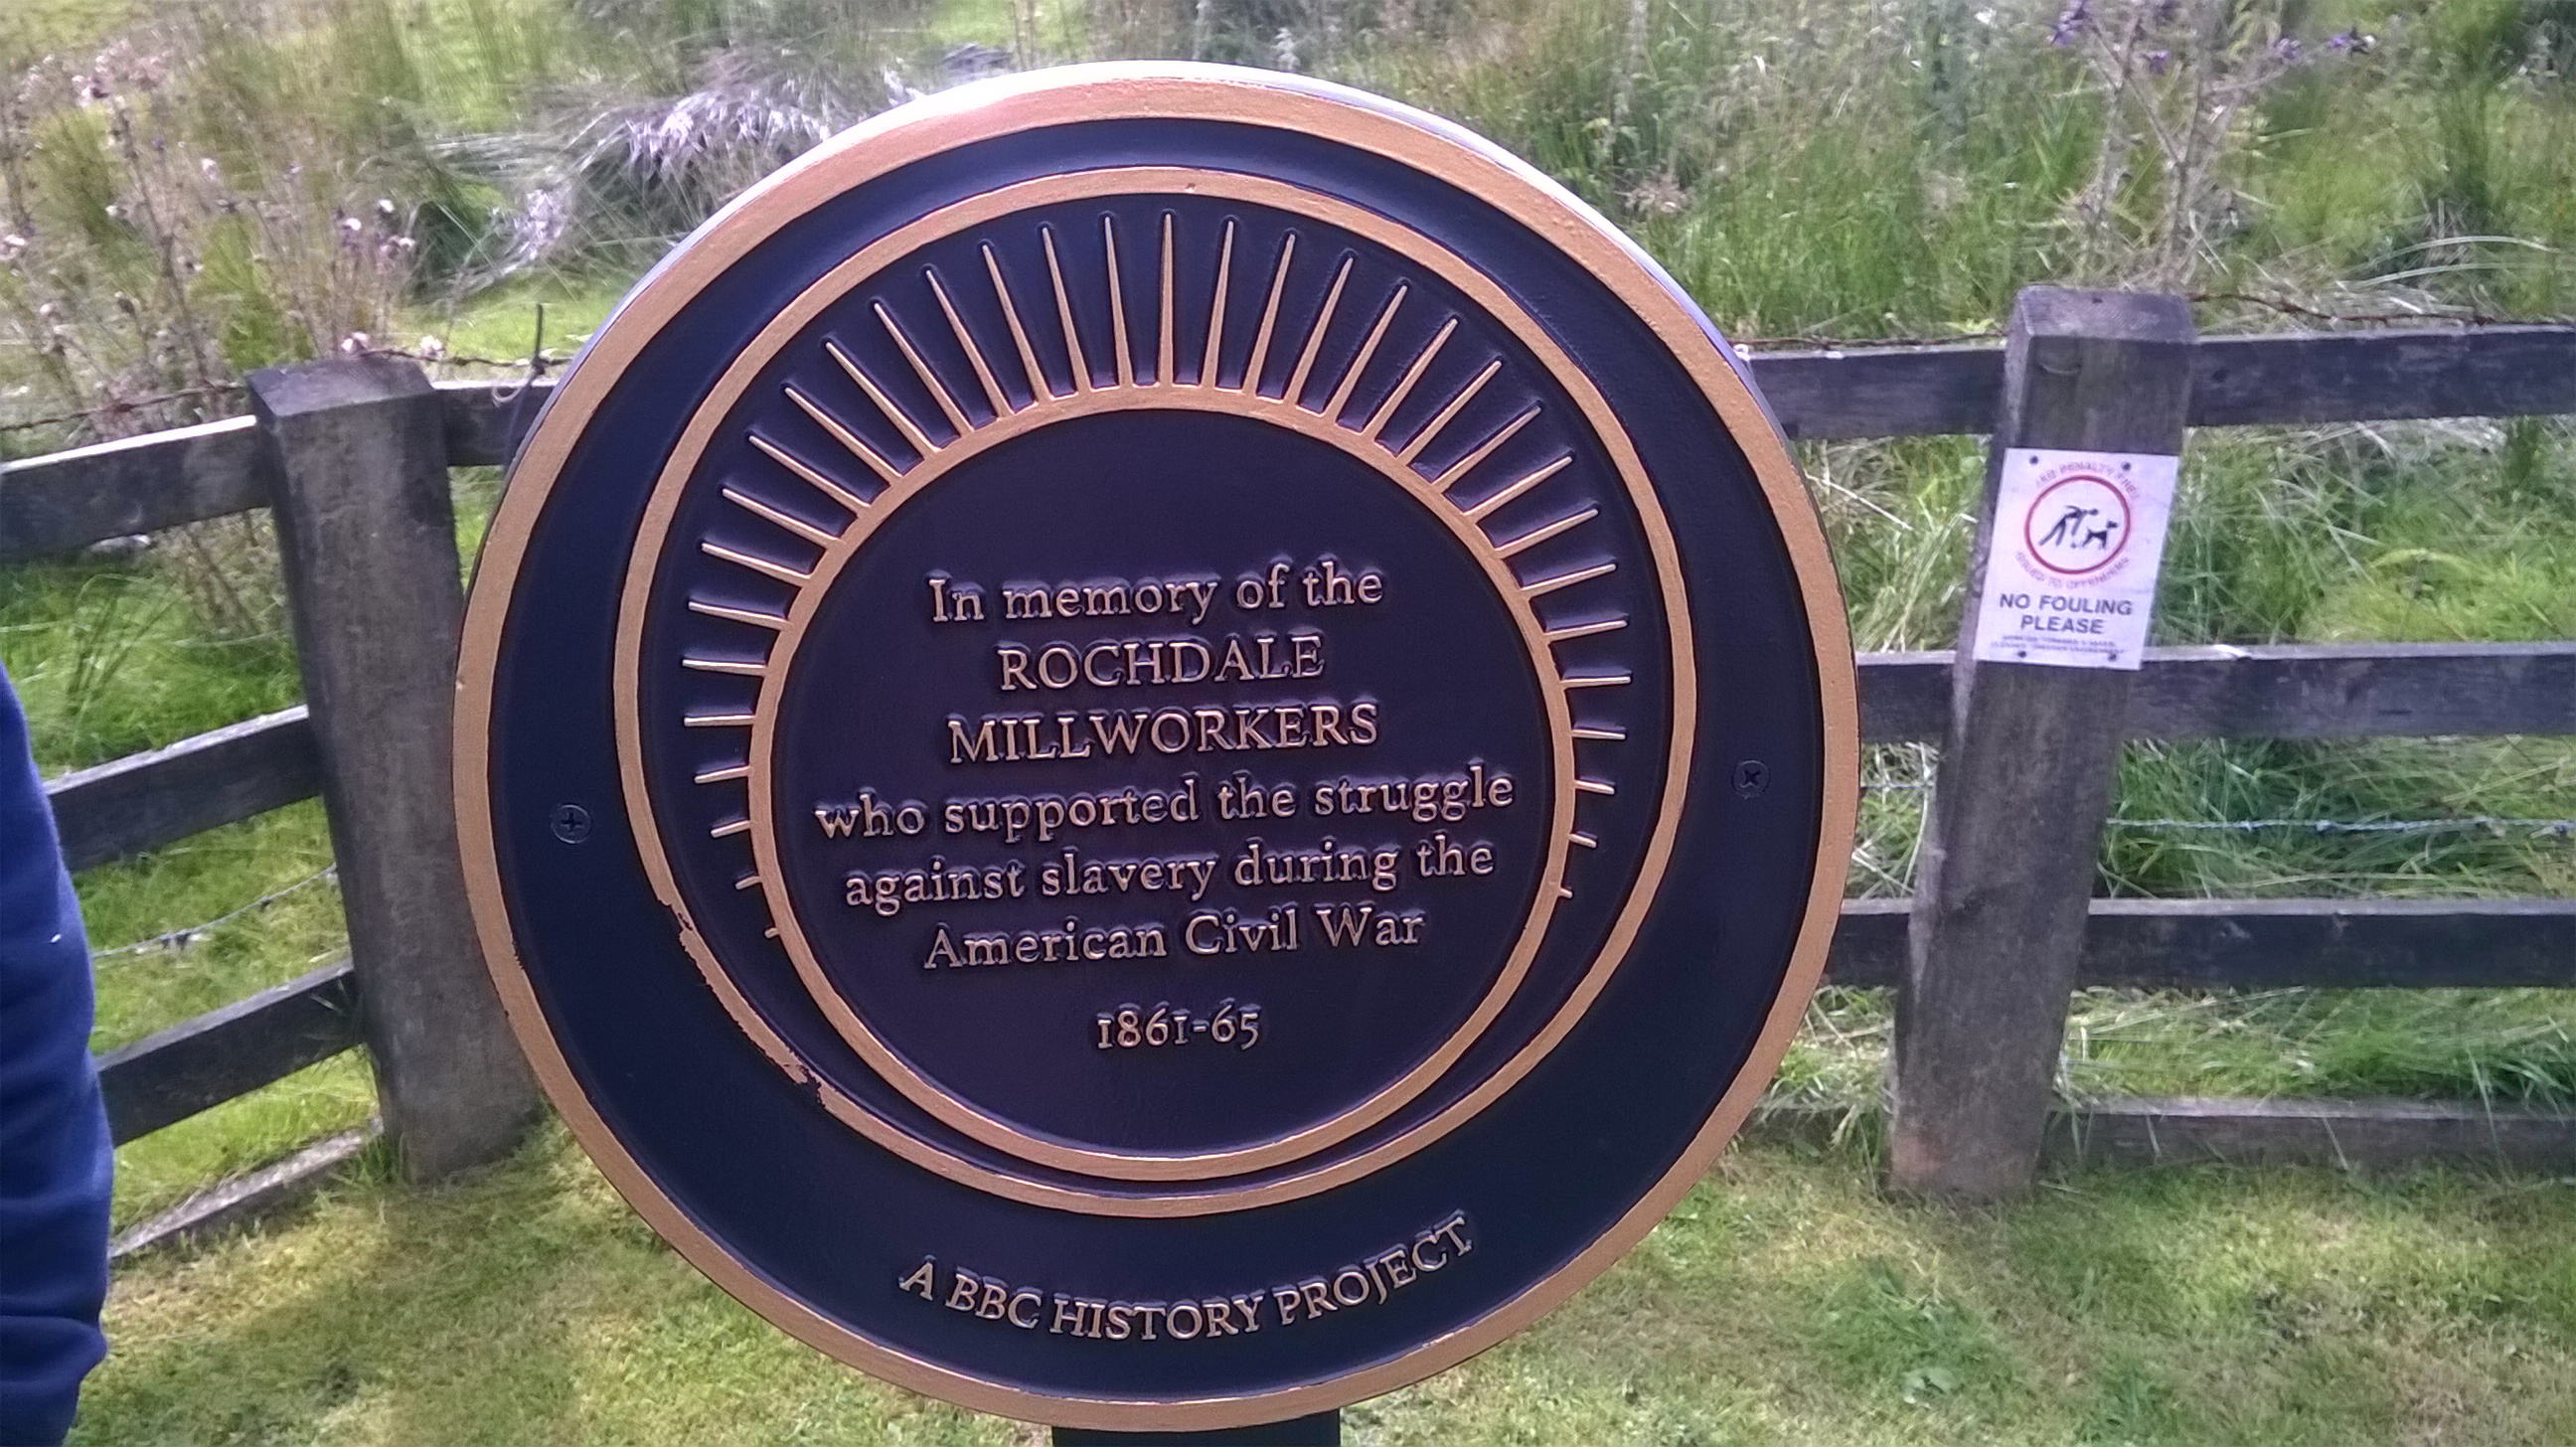 In memory of the
ROCHDALE
MILLWORKERS
who supported the struggle
against slavery during the
American Civil War
1861-65
A BBC HISTORY PROJECT
NO FOULING
PLEASE